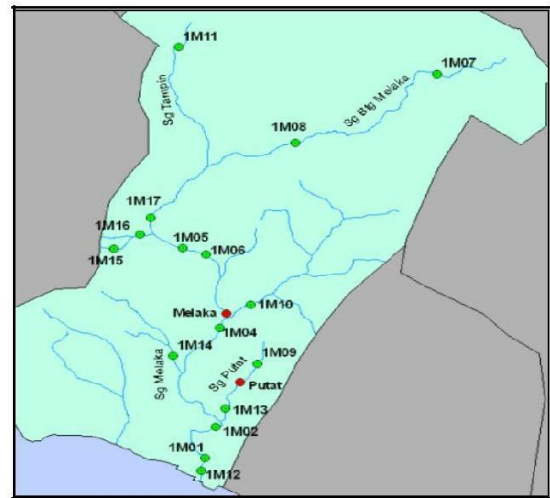 1M11
1M07
Sg Tampin
Sg Btg Melaka
1M08
1M17
1M16
1M05
1M06
1M15
Melaka
1M10
1M04
1M09
1M14
Sg Putat
Putat
Sg Melaka
1M13
1M02
1M01
1M12